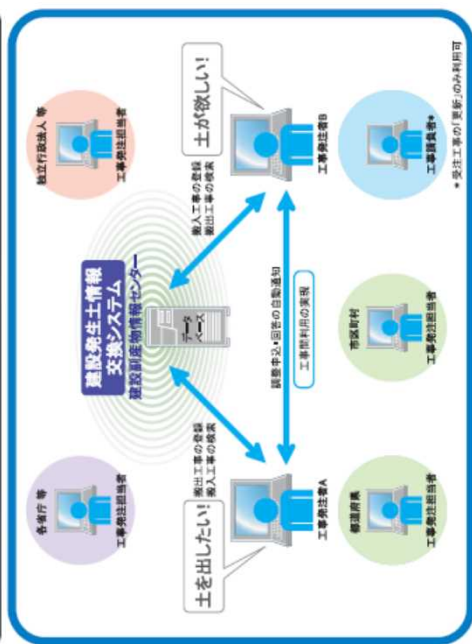 各省庁 等
工事発注担当者
建設発生土情報
交換システム
建設副産物情報センター
データ
ベース
独立行政法人 等
工事発注担当者
土を出したい!
搬出工事の登録
搬入工事の検索
工事発注者A
搬入工事の登録
搬出工事の検索
土が欲しい!
工事発注者B
調整申込・回答の自動通知
工事間利用の実現
都道府県
工事発注担当者
市区町村
工事発注担当者
工事請負者*
*受注工事の「更新」のみ利用可